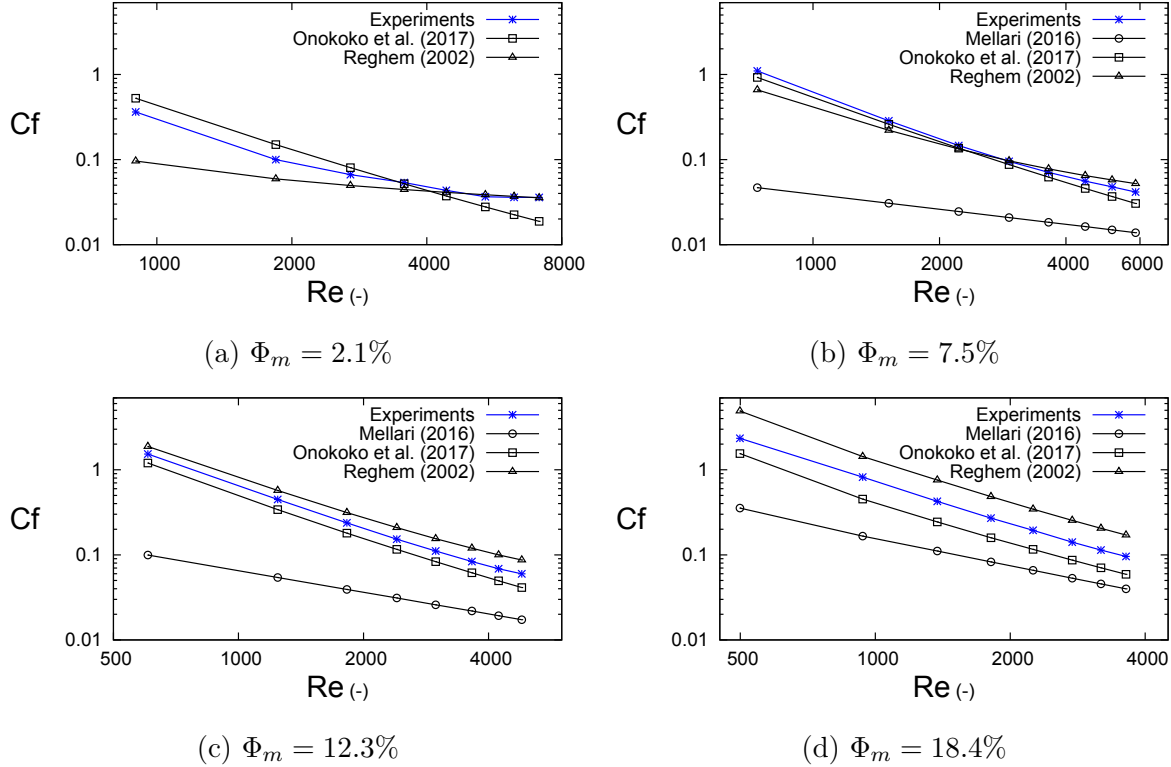 Experiments
Onokoko et al. (2017)
Reghem (2002)
1
0.1
0.01
Cf
1000 2000 4000 8000
Re (-)
(a) Φm = 2.1%
Experiments
Mellari (2016)
Onokoko et al. (2017)
Reghem (2002)
1
0.1
0.01
Cf
1000 2000 4000 6000
Re (-)
(b) Φm = 7.5%
Experiments
Mellari (2016)
Onokoko et al. (2017)
Reghem (2002)
1
0.1
0.01
Cf
500 1000 2000 4000
Re (-)
(c) Φm = 12.3%
Experiments
Mellari (2016)
Onokoko et al. (2017)
Reghem (2002)
1
0.1
0.01
Cf
500 1000 2000 4000
Re (-)
(d) Φm = 18.4%